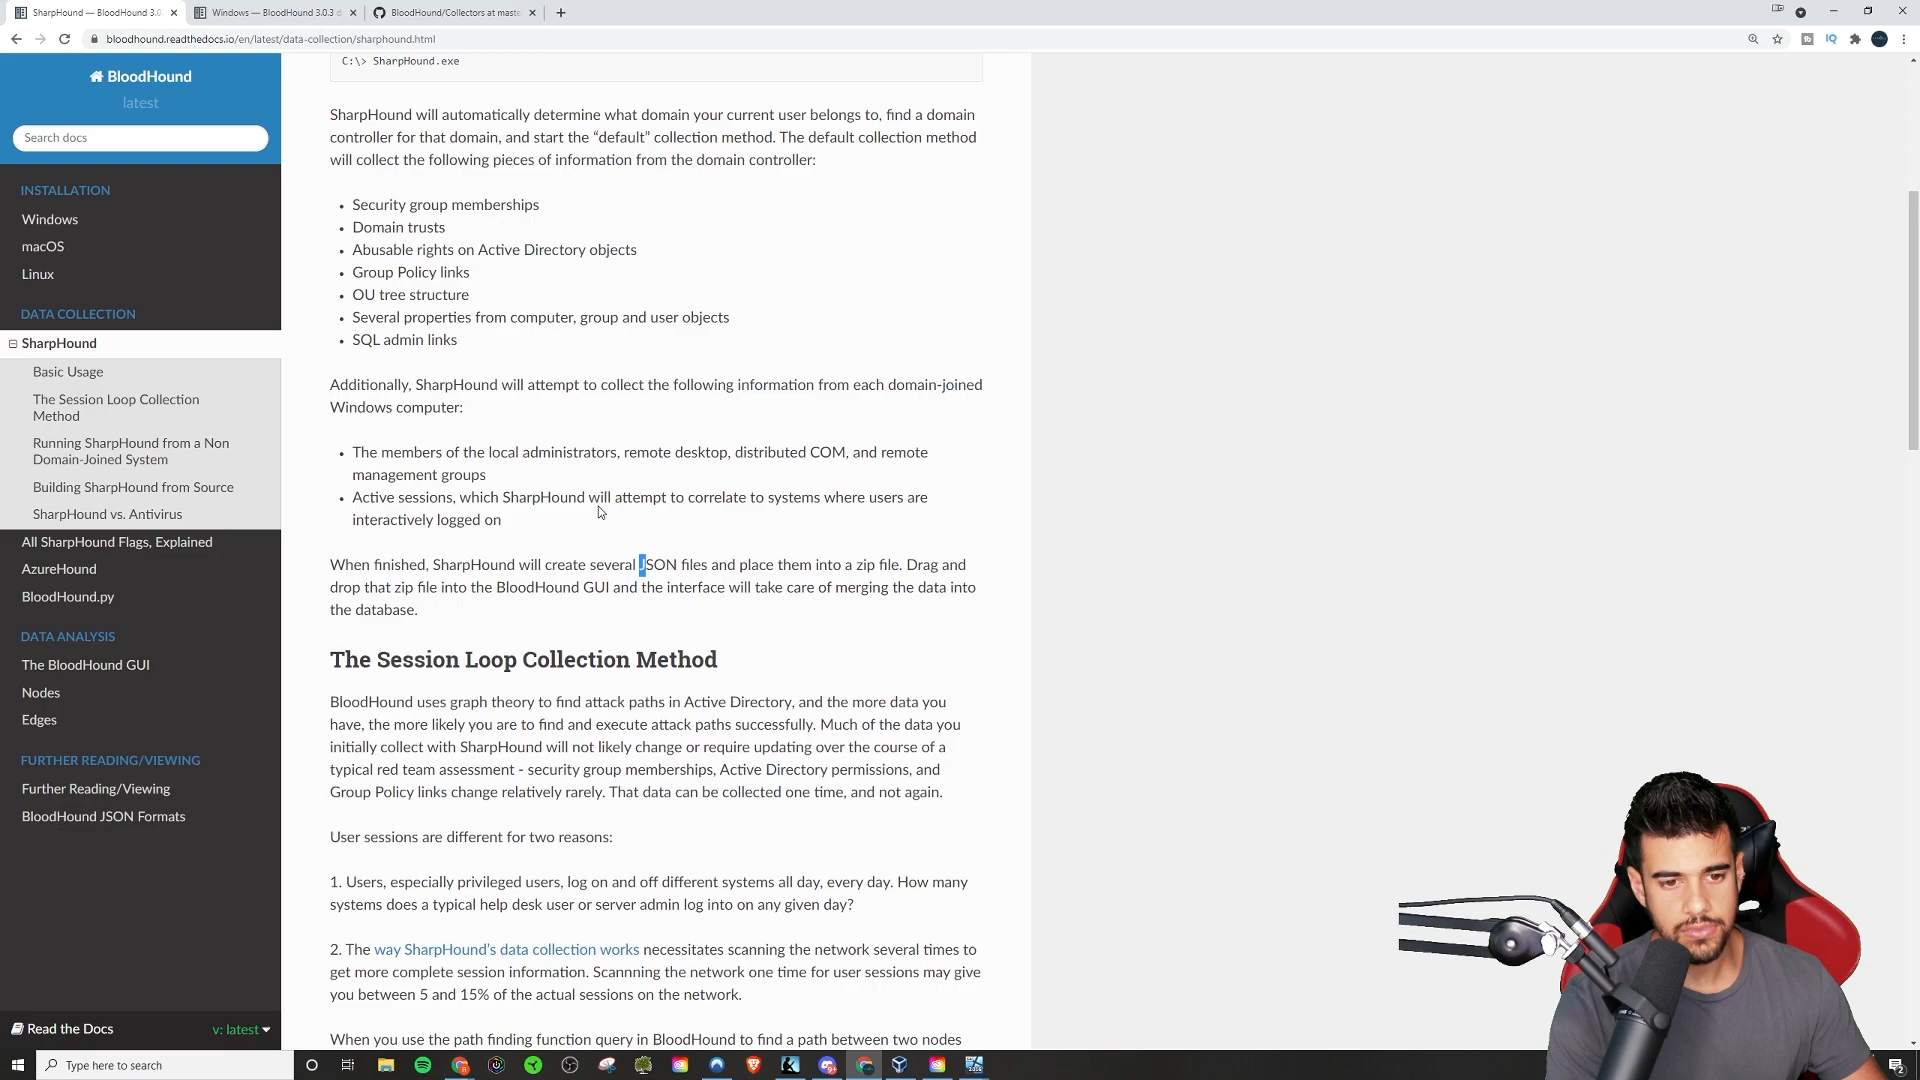 SharpHound — BloodHound 3.0.
Windows — BloodHound 3.0.3 d
BloodHound/Collectors at maste
bloodhound.readthedocs.io/en/latest/data-collection/sharphound.html
BloodHound
latest
Search docs
INSTALLATION
Windows
macOS
Linux
DATA COLLECTION
SharpHound
Basic Usage
The Session Loop Collection
Method
Running SharpHound from a Non
Domain-Joined System
Building SharpHound from Source
SharpHound vs. Antivirus
All SharpHound Flags, Explained
AzureHound
BloodHound.py
DATA ANALYSIS
The BloodHound GUI
Nodes
Edges
FURTHER READING/VIEWING
Further Reading/Viewing
BloodHound JSON Formats
Read the Docs
v: latest
C:\> SharpHound.exe
SharpHound will automatically determine what domain your current user belongs to, find a domain
controller for that domain, and start the “default” collection method. The default collection method
will collect the following pieces of information from the domain controller:
• Security group memberships
• Domain trusts
• Abusable rights on Active Directory objects
• Group Policy links
• OU tree structure
• Several properties from computer, group and user objects
• SQL admin links
Additionally, SharpHound will attempt to collect the following information from each domain-joined
Windows computer:
• The members of the local administrators, remote desktop, distributed COM, and remote
management groups
• Active sessions, which SharpHound will attempt to correlate to systems where users are
interactively logged on
When finished, SharpHound will create several JSON files and place them into a zip file. Drag and
drop that zip file into the BloodHound GUI and the interface will take care of merging the data into
the database.
The Session Loop Collection Method
BloodHound uses graph theory to find attack paths in Active Directory, and the more data you
have, the more likely you are to find and execute attack paths successfully. Much of the data you
initially collect with SharpHound will not likely change or require updating over the course of a
typical red team assessment - security group memberships, Active Directory permissions, and
Group Policy links change relatively rarely. That data can be collected one time, and not again.
User sessions are different for two reasons:
1. Users, especially privileged users, log on and off different systems all day, every day. How many
systems does a typical help desk user or server admin log into on any given day?
2. The way SharpHound’s data collection works necessitates scanning the network several times to
get more complete session information. Scannning the network one time for user sessions may give
you between 5 and 15% of the actual sessions on the network.
When you use the path finding function query in BloodHound to find a path between two nodes
Type here to search